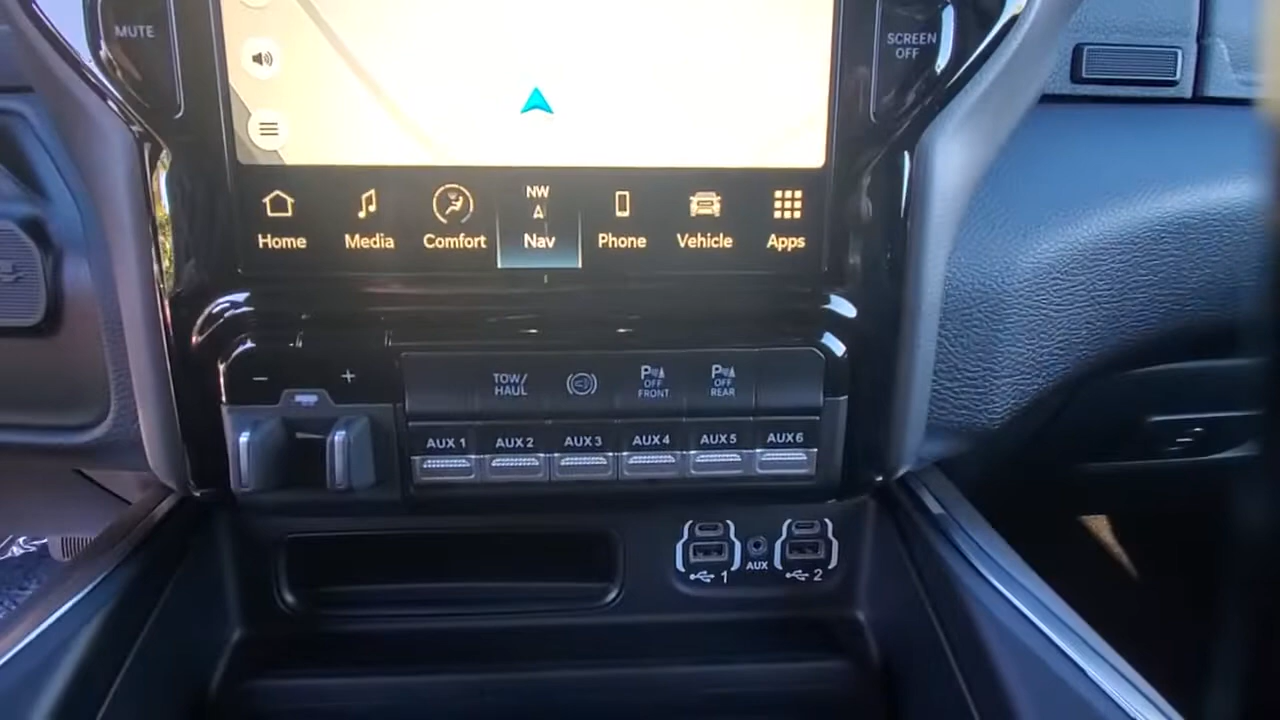 MUTE
SCREEN
OFF
NW
Home
Media
Comfort
Nav
Phone
Vehicle
Apps
− +
TOW/
HAUL
P
OFF
FRONT
P
OFF
REAR
AUX 1
AUX 2
AUX 3
AUX 4
AUX 5
AUX 6
1
AUX
2